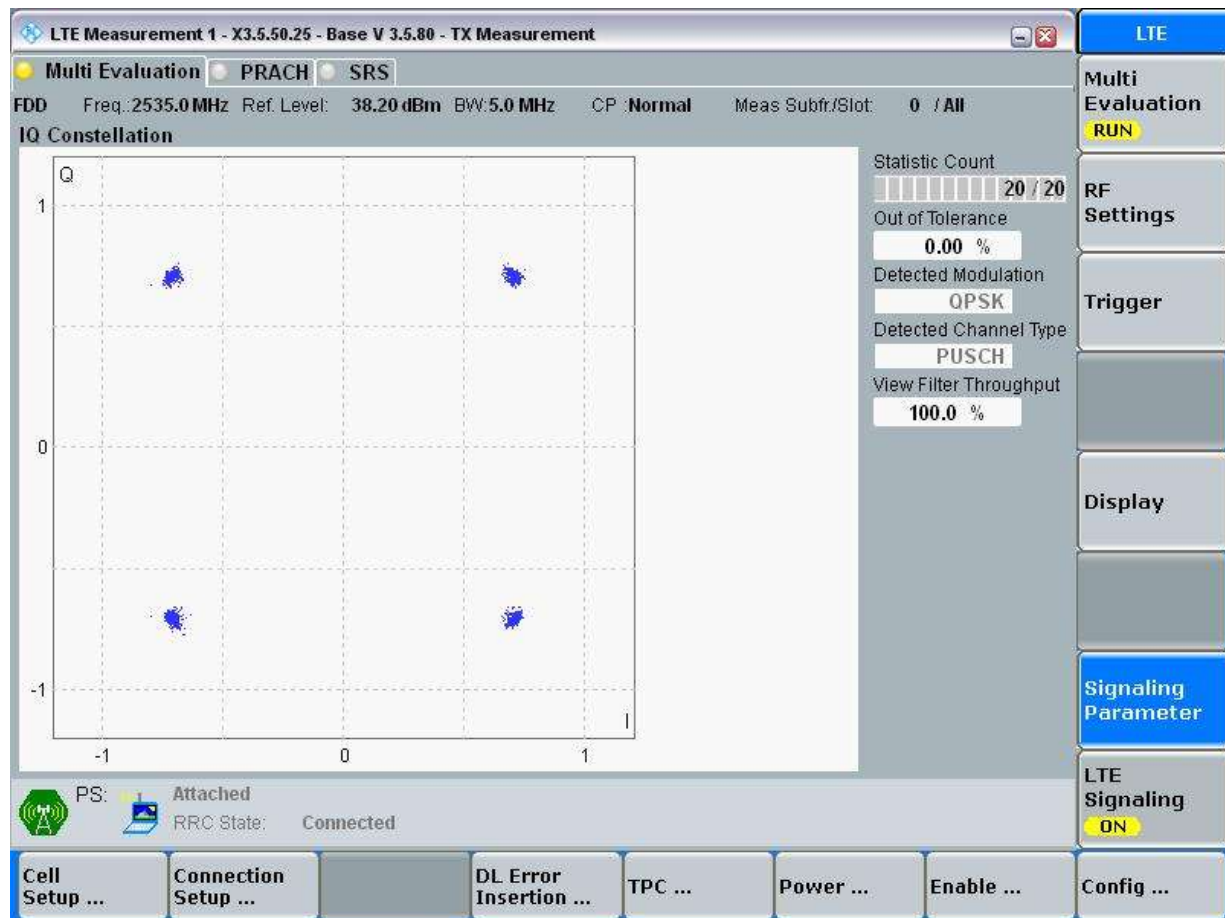 LTE Measurement 1 - X3.5.50.25 - Base V 3.5.80 - TX Measurement
LTE
Multi Evaluation PRACH SRS
FDD Freq.:2535.0 MHz Ref. Level: 38.20 dBm BW:5.0 MHz CP :Normal Meas Subfr./Slot: 0 / All
IQ Constellation
Q
1
0
-1
-1 0 1
I
Statistic Count
20 / 20
Out of Tolerance
0.00 %
Detected Modulation
QPSK
Detected Channel Type
PUSCH
View Filter Throughput
100.0 %
Multi
Evaluation
RUN
RF
Settings
Trigger
Display
Signaling
Parameter
LTE
Signaling
ON
PS: Attached
RRC State: Connected
Cell
Setup ...
Connection
Setup ...
DL Error
Insertion ...
TPC ...
Power ...
Enable ...
Config ...